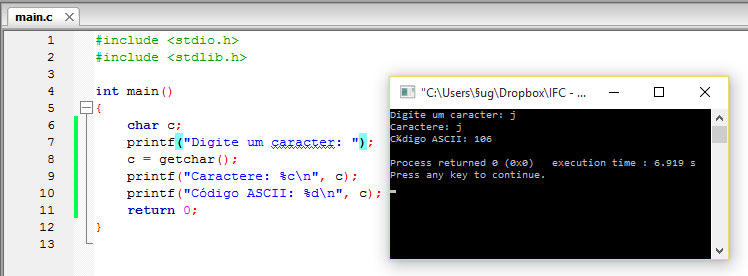 main.c
1 #include <stdio.h>
2 #include <stdlib.h>
3
4 int main()
5 {
6 char c;
7 printf("Digite um caracter: ");
8 c = getchar();
9 printf("Caractere: %c\n", c);
10 printf("Código ASCII: %d\n", c);
11 return 0;
12 }
13
"C:\Users\§ug\Dropbox\IFC - ...
Digite um caracter: j
Caractere: j
C¾digo ASCII: 106
Process returned 0 (0x0) execution time : 6.919 s
Press any key to continue.